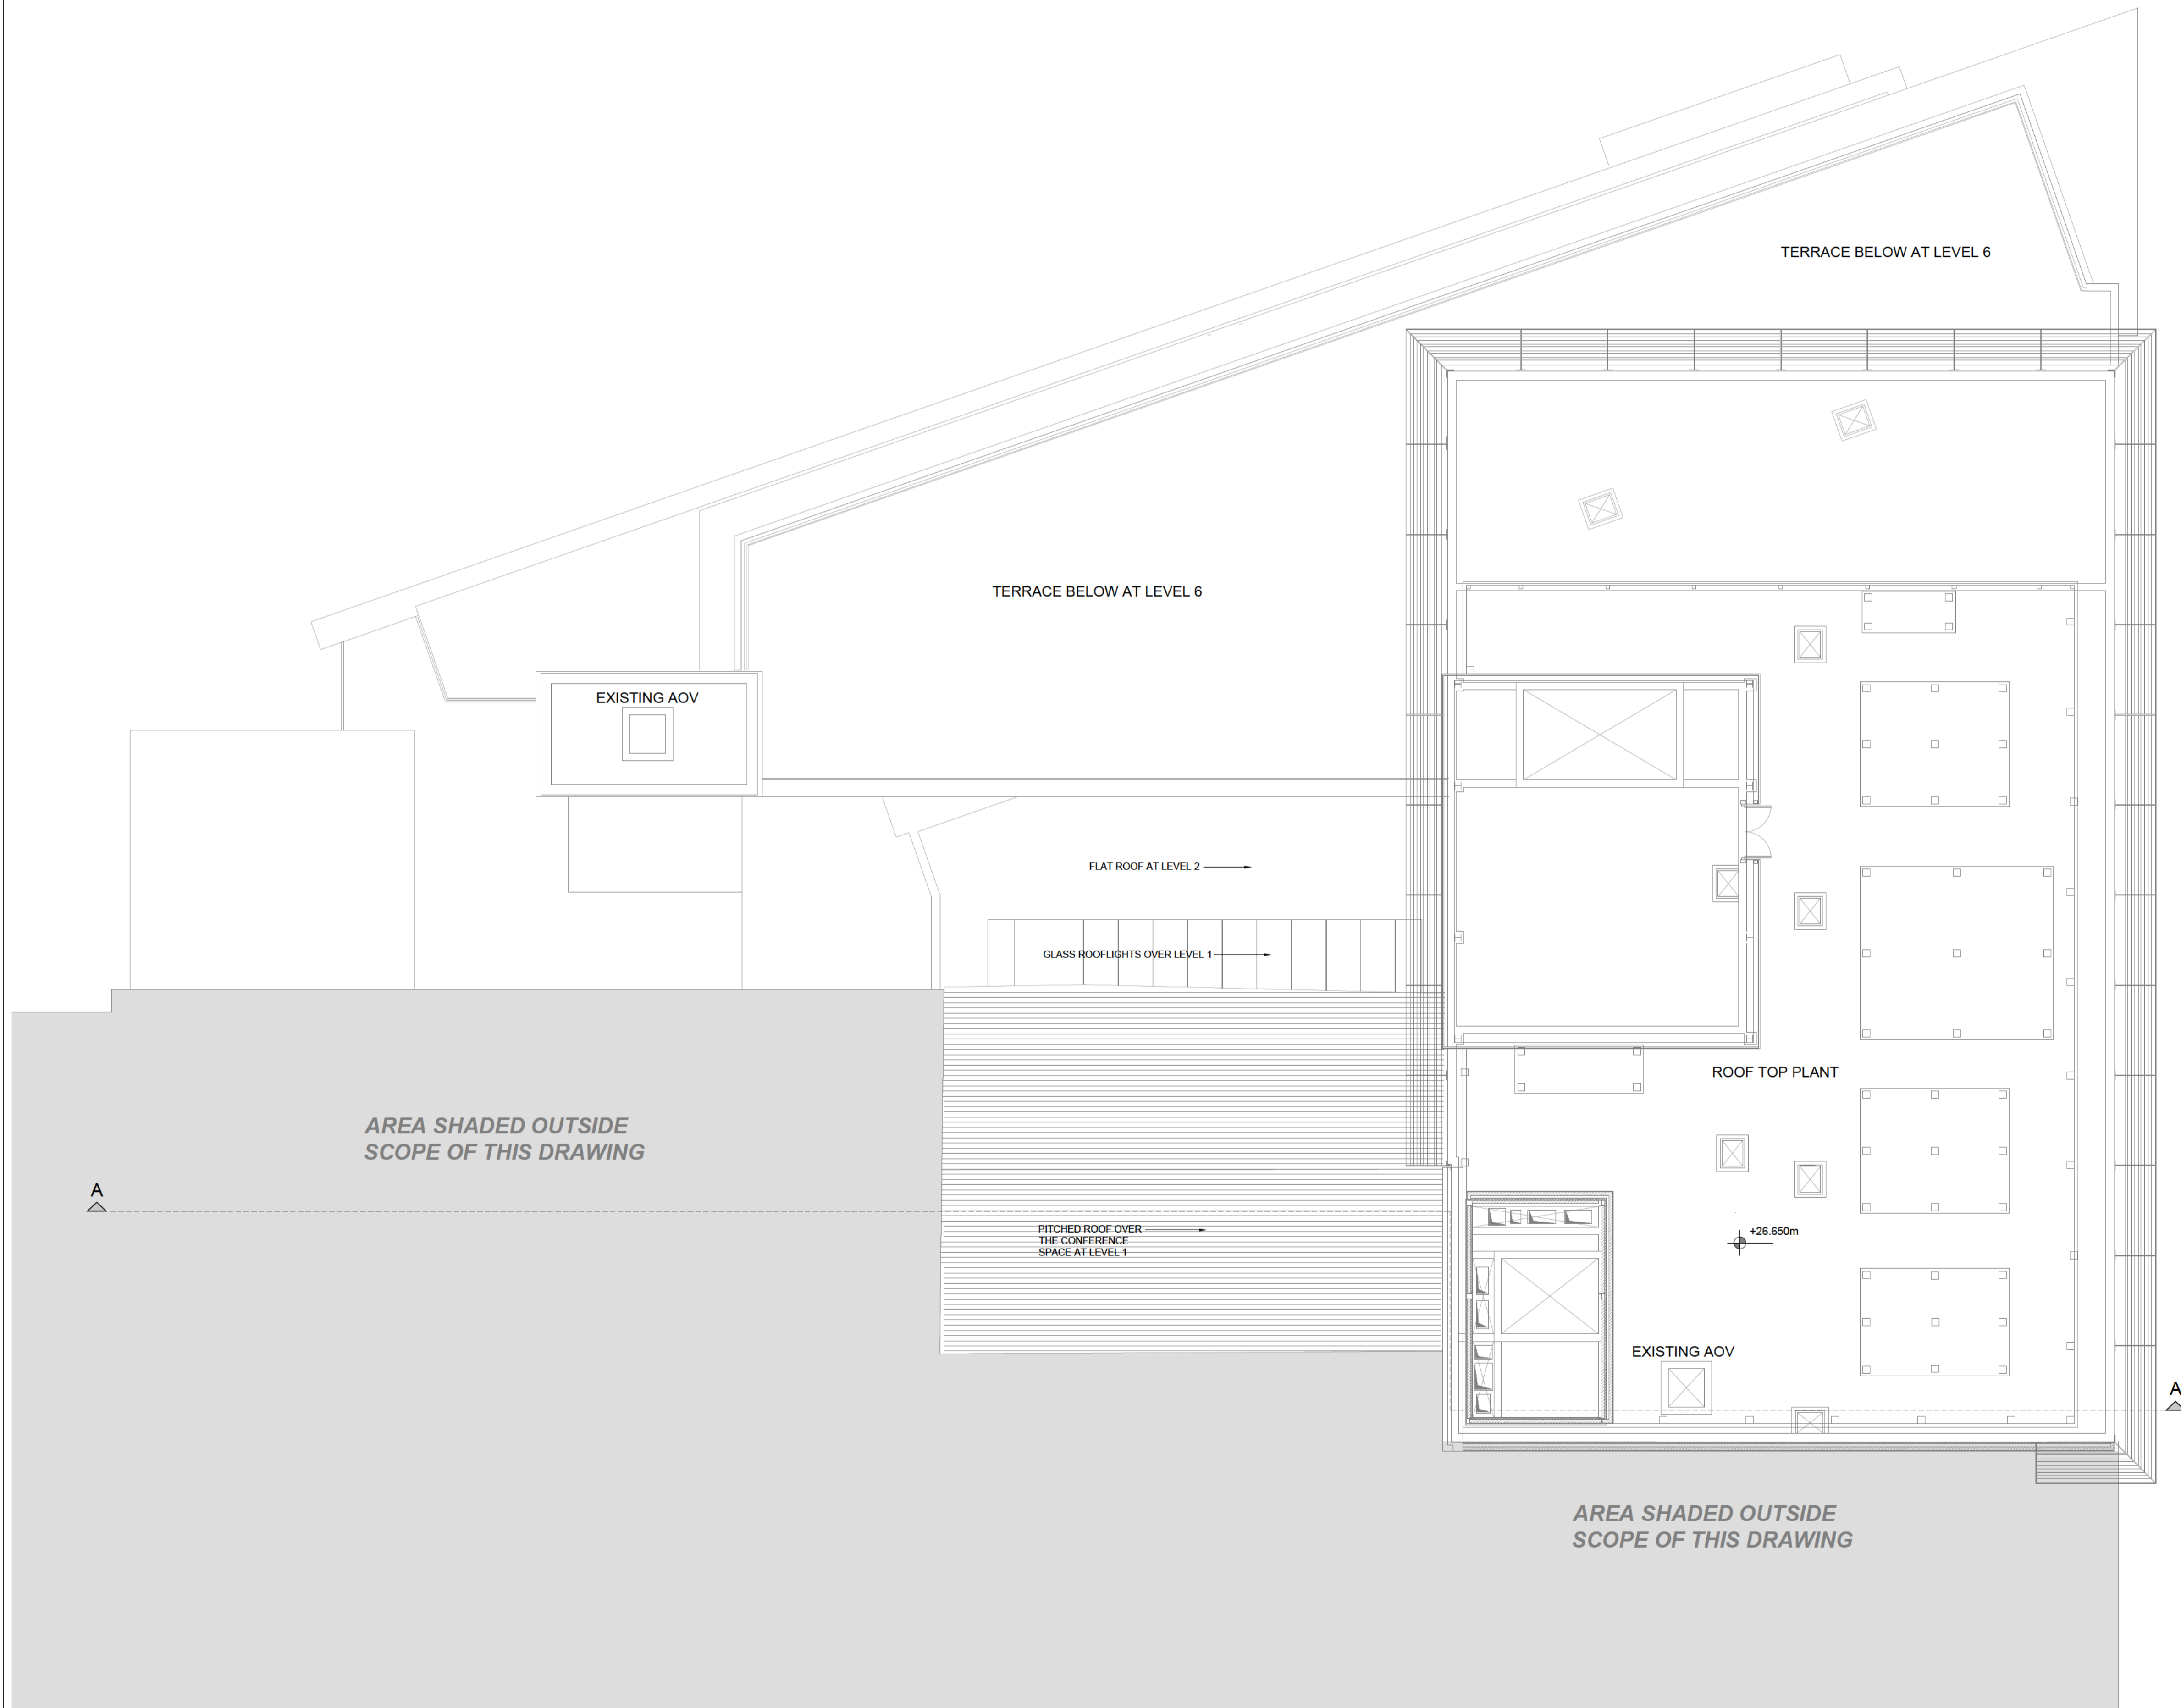 TERRACE BELOW AT LEVEL 6
TERRACE BELOW AT LEVEL 6
EXISTING AOV
FLAT ROOF AT LEVEL 2
GLASS ROOFLIGHTS OVER LEVEL 1
ROOF TOP PLANT
AREA SHADED OUTSIDE
SCOPE OF THIS DRAWING
A
PITCHED ROOF OVER
THE CONFERENCE
SPACE AT LEVEL 1
+26.650m
EXISTING AOV
A
AREA SHADED OUTSIDE
SCOPE OF THIS DRAWING